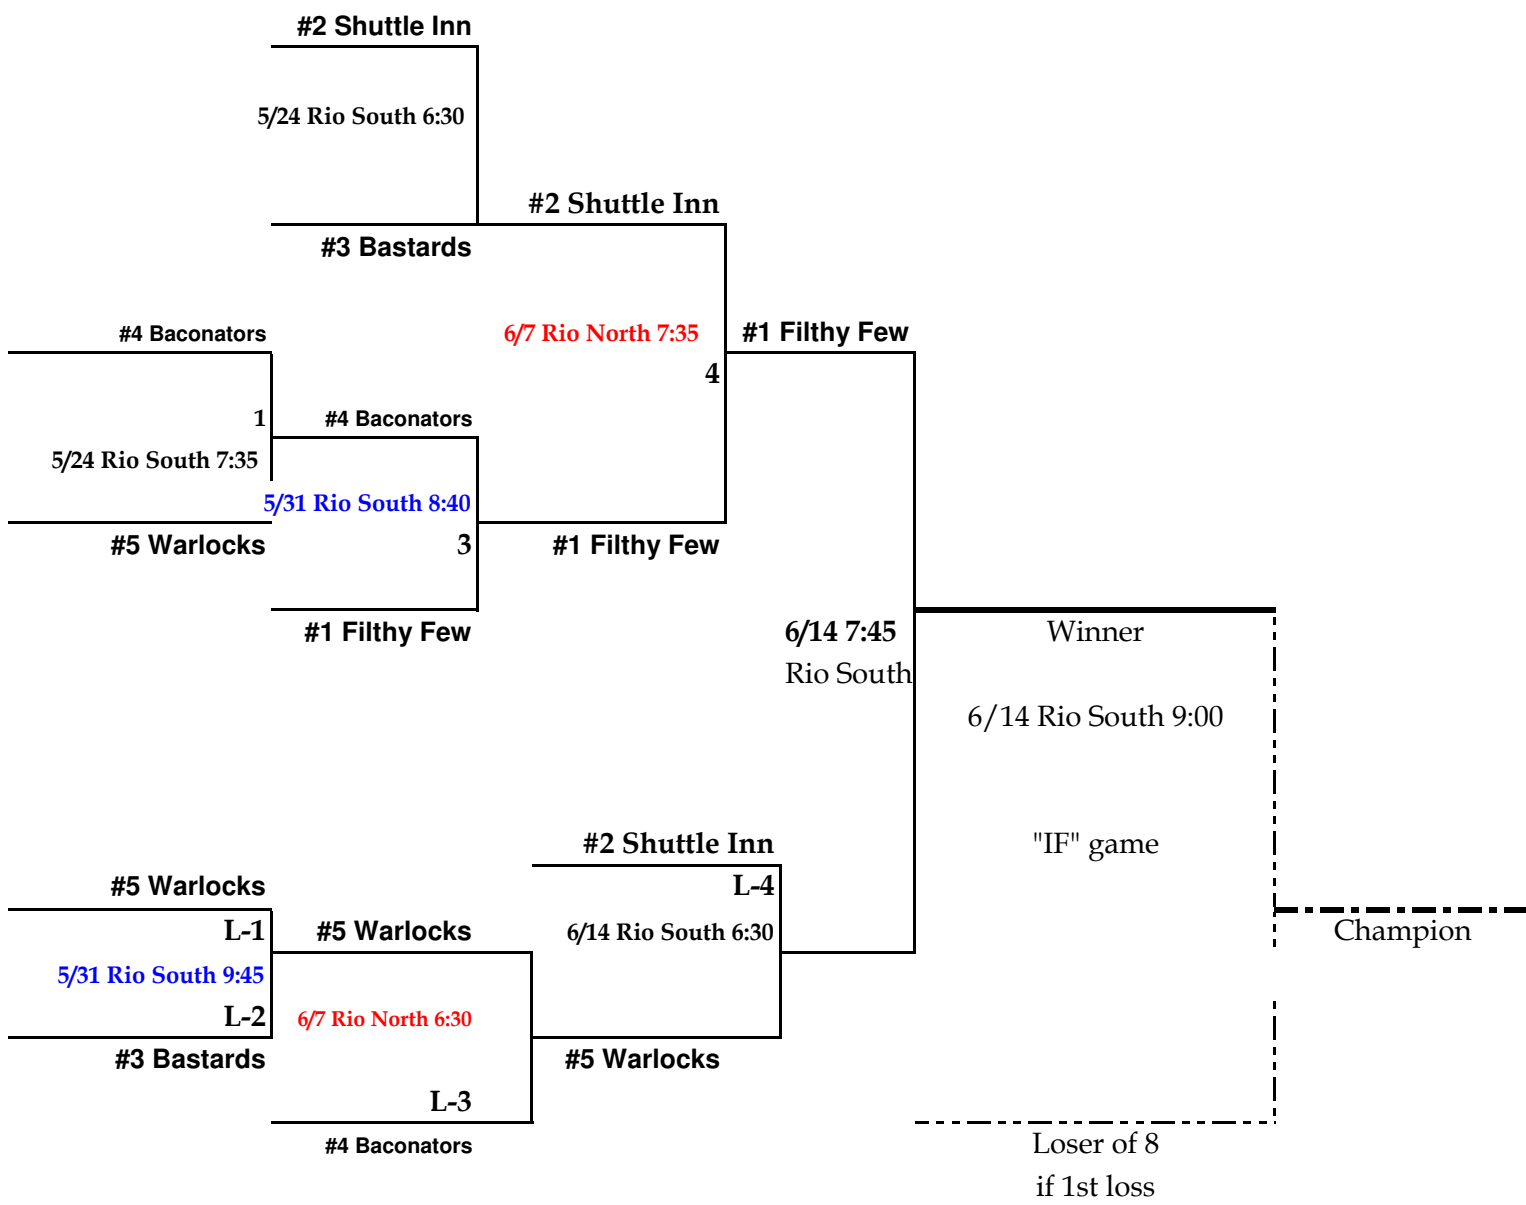 #2 Shuttle Inn
5/24 Rio South 6:30
#2 Shuttle Inn
#3 Bastards
#4 Baconators
6/7 Rio North 7:35
#1 Filthy Few
4
1
#4 Baconators
5/24 Rio South 7:35
5/31 Rio South 8:40
#5 Warlocks
3
#1 Filthy Few
#1 Filthy Few
6/14 7:45
Rio South
Winner
6/14 Rio South 9:00
"IF" game
#2 Shuttle Inn
L-4
#5 Warlocks
L-1
#5 Warlocks
6/14 Rio South 6:30
Champion
5/31 Rio South 9:45
L-2
6/7 Rio North 6:30
#3 Bastards
#5 Warlocks
L-3
#4 Baconators
Loser of 8
if 1st loss